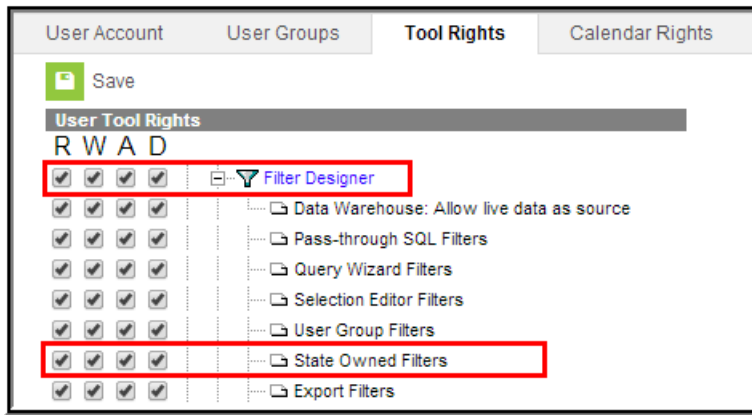 User Account User Groups Tool Rights Calendar Rights
Save
User Tool Rights
R W A D
Filter Designer
Data Warehouse: Allow live data as source
Pass-through SQL Filters
Query Wizard Filters
Selection Editor Filters
User Group Filters
State Owned Filters
Export Filters